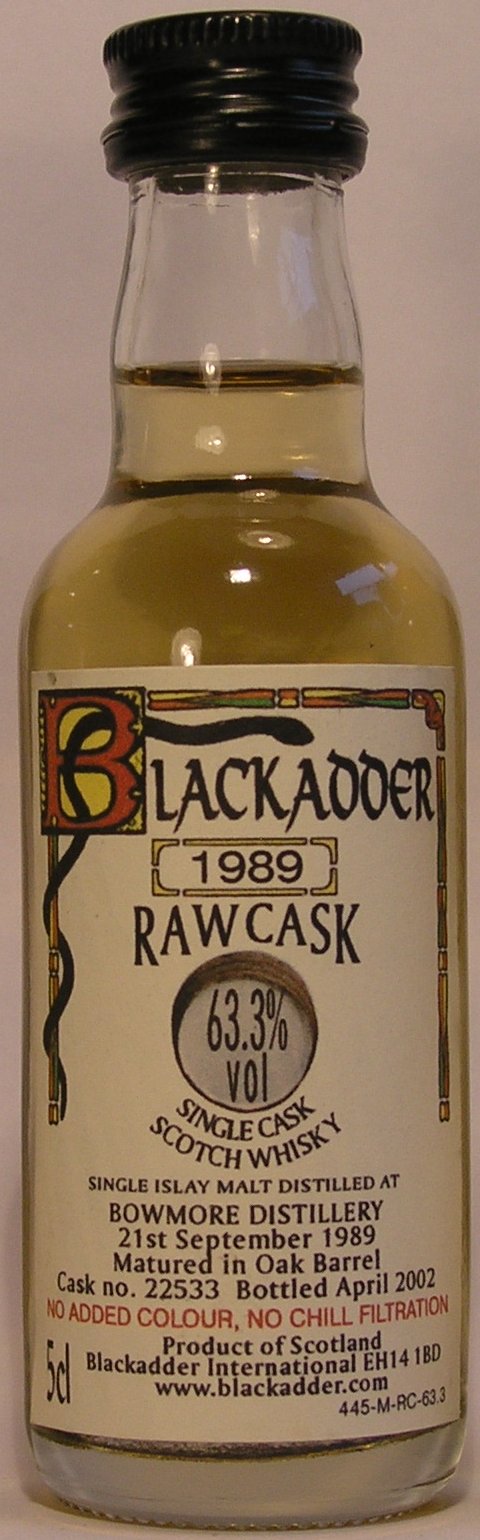 BLACKADDER
1989
RAW CASK
63.3%
vol
SINGLE CASK
SCOTCH WHISKY
SINGLE ISLAY MALT DISTILLED AT
BOWMORE DISTILLERY
21st September 1989
Matured in Oak Barrel
Cask no. 22533 Bottled April 2002
NO ADDED COLOUR, NO CHILL FILTRATION
5cl
Product of Scotland
Blackadder International EH14 1BD
www.blackadder.com
445-M-RC-63.3